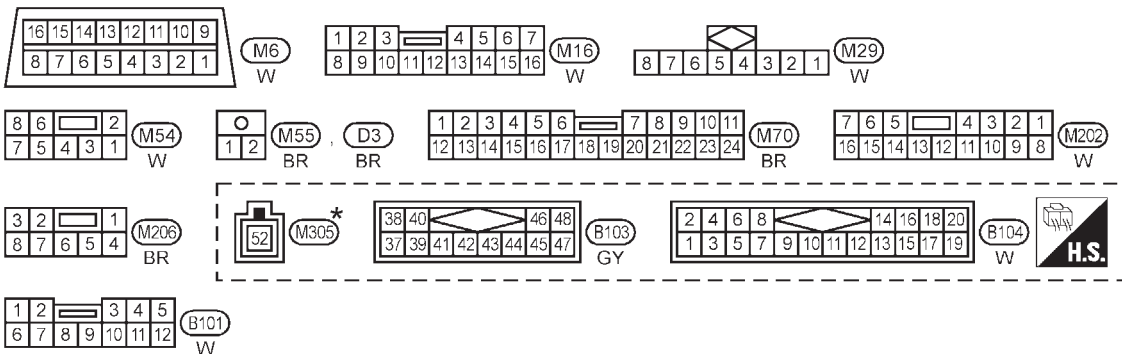 16 15 14 13 12 11 10 9
8 7 6 5 4 3 2 1
M6
W
1 2 3 4 5 6 7
8 9 10 11 12 13 14 15 16
M16
W
8 7 6 5 4 3 2 1
M29
W
8 6 2
7 5 4 3 1
M54
W
1 2
M55 , D3
BR BR
1 2 3 4 5 6 7 8 9 10 11
12 13 14 15 16 17 18 19 20 21 22 23 24
M70
BR
7 6 5 4 3 2 1
16 15 14 13 12 11 10 9 8
M202
W
3 2 1
8 7 6 5 4
M206
BR
52
M305 *
38 40 46 48
37 39 41 42 43 44 45 47
B103
GY
2 4 6 8 14 16 18 20
1 3 5 7 9 10 11 12 13 15 17 19
B104
W
H.S.
1 2 3 4 5
6 7 8 9 10 11 12
B101
W